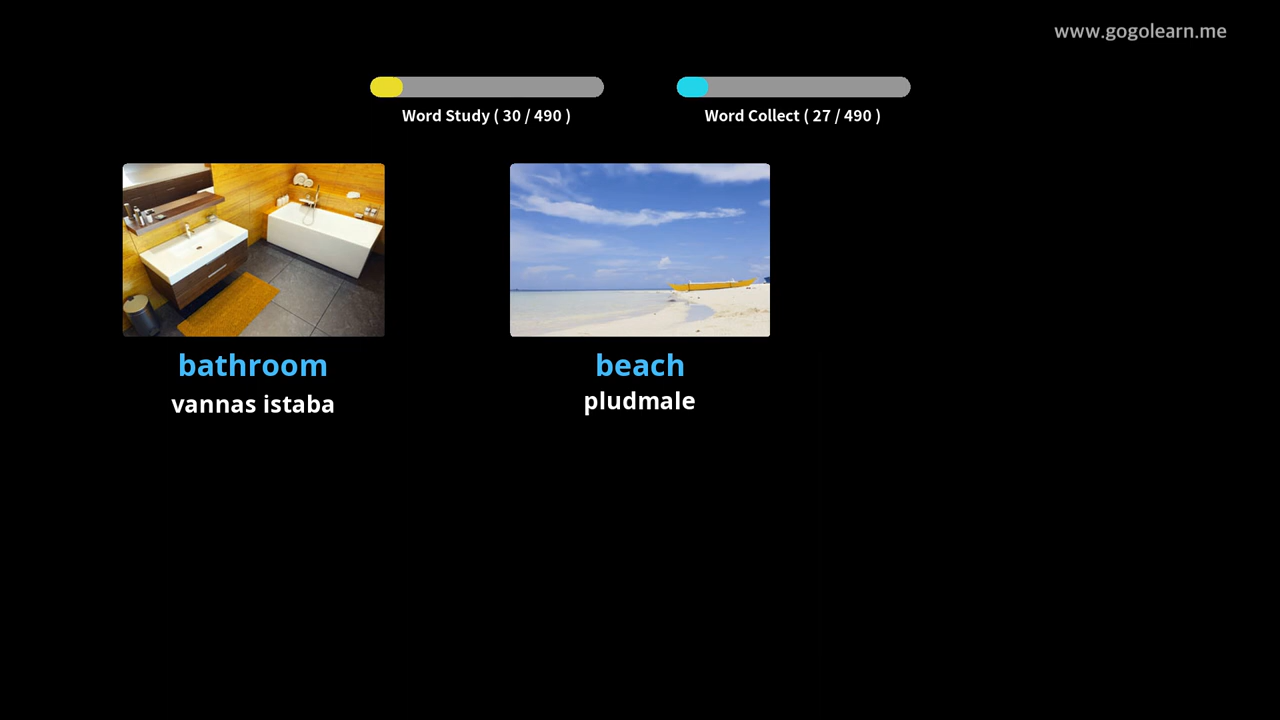 www.gogolearn.me
Word Study ( 30 / 490 )
Word Collect ( 27 / 490 )
bathroom
vannas istaba
beach
pludmale